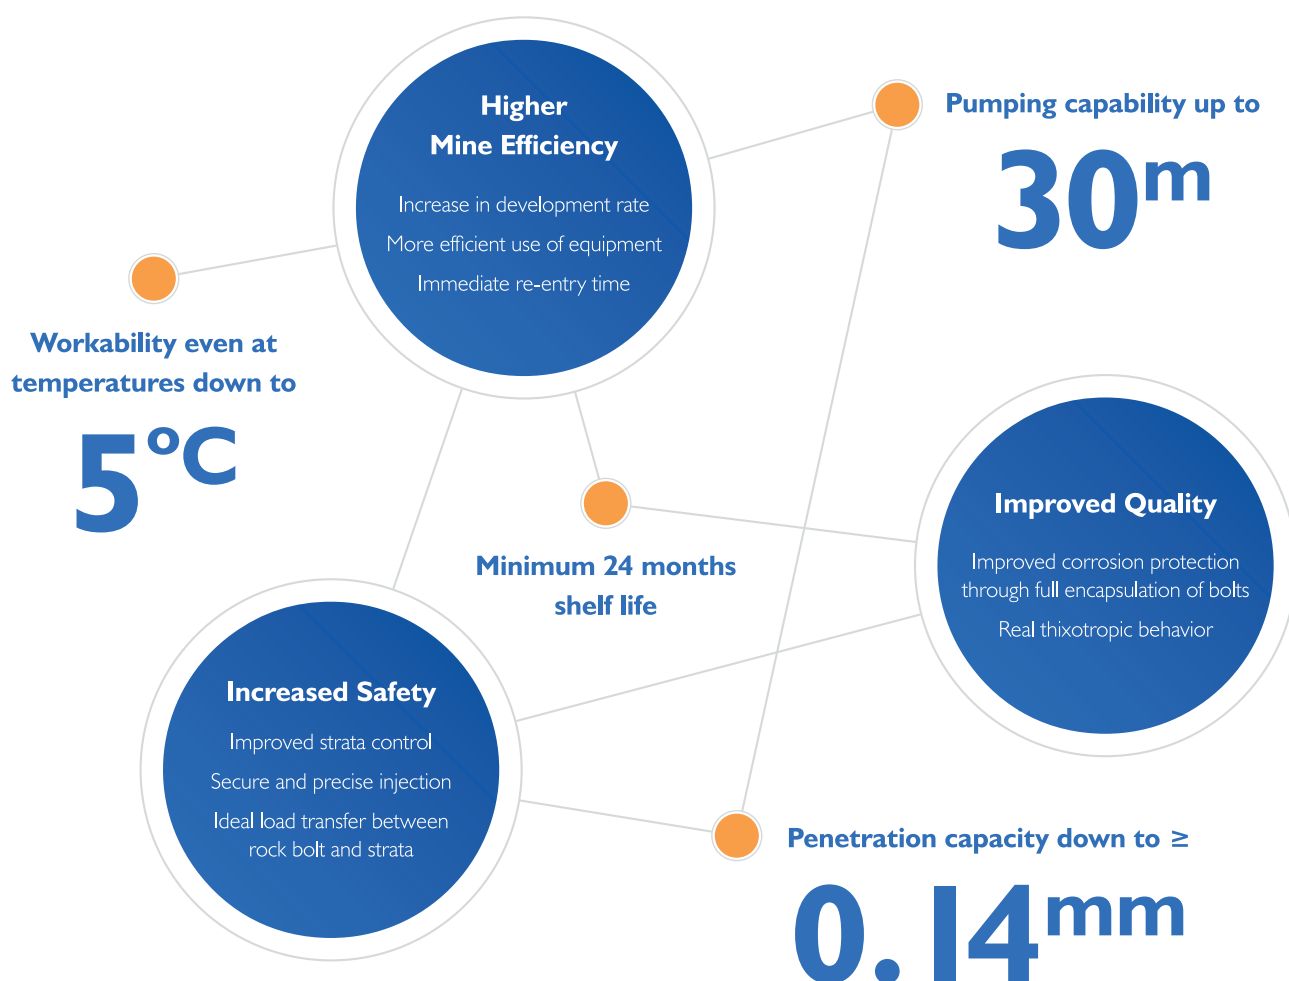 Higher
Mine Efficiency
Increase in development rate
More efficient use of equipment
Immediate re-entry time
Pumping capability up to
30m
Workability even at
temperatures down to
5°C
Minimum 24 months
shelf life
Improved Quality
Improved corrosion protection
through full encapsulation of bolts
Real thixotropic behavior
Increased Safety
Improved strata control
Secure and precise injection
Ideal load transfer between
rock bolt and strata
Penetration capacity down to ≥
0.14mm